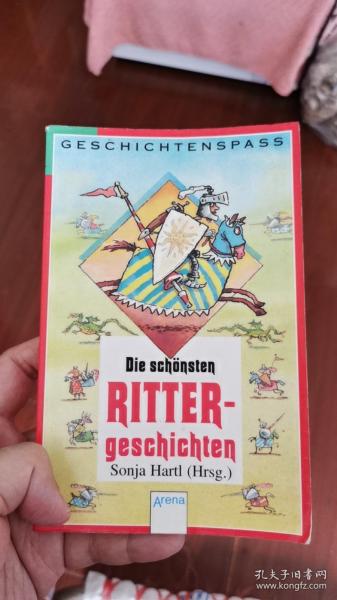 GESCHICHTENSPASS
Die schönsten
RITTER-
geschichten
Sonja Hartl (Hrsg.)
Arena
孔夫子旧书网
www.kongfz.com